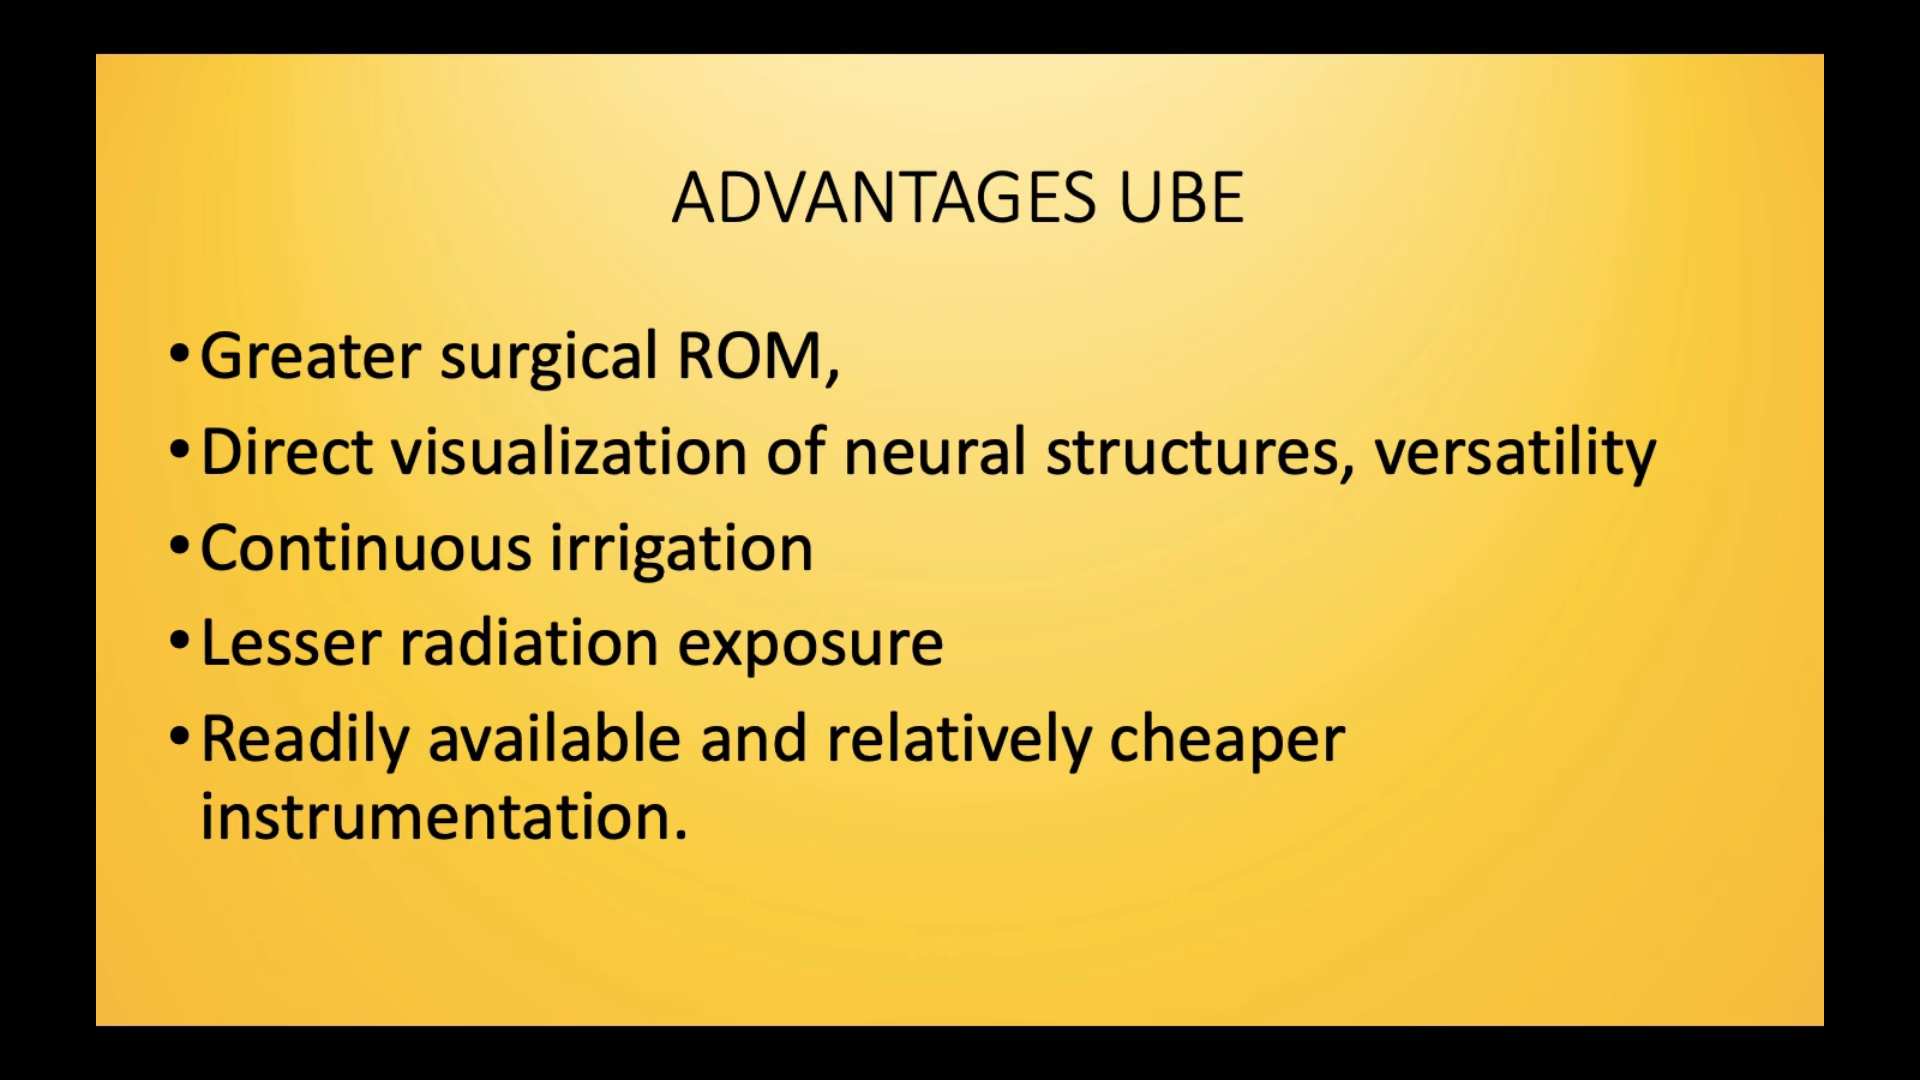 ADVANTAGES UBE
•Greater surgical ROM,
•Direct visualization of neural structures, versatility
•Continuous irrigation
•Lesser radiation exposure
•Readily available and relatively cheaper
instrumentation.